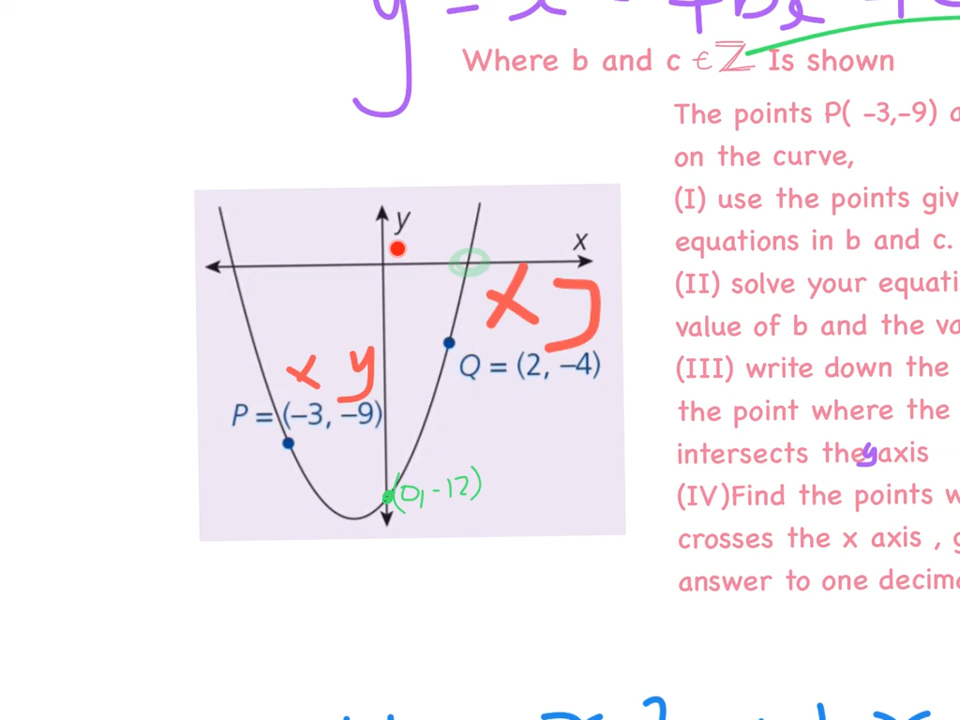 Where b and c ∈ ℤ Is shown
The points P( -3,-9) a
on the curve,
(I) use the points giv
equations in b and c.
(II) solve your equati
value of b and the va
(III) write down the
the point where the
intersects the y axis
(IV)Find the points w
crosses the x axis , g
answer to one decima
y
x
x y
Q = (2, −4)
x y
P = (−3, −9)
(0,-12)